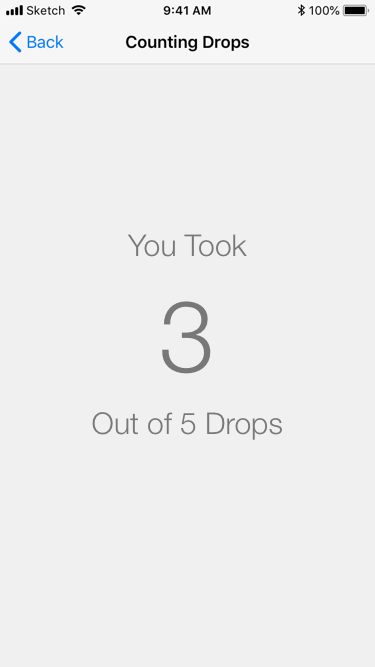 Sketch 9:41 AM 100%
Back Counting Drops
You Took
3
Out of 5 Drops